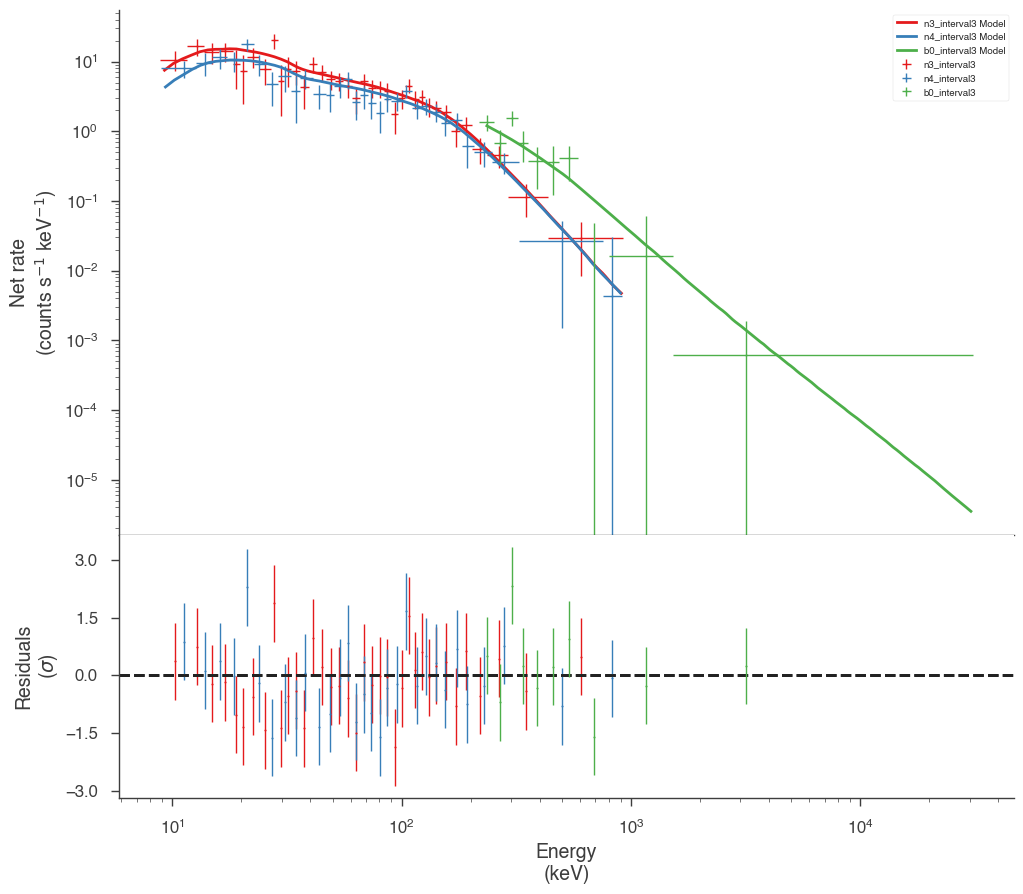 n3_interval3 Model
n4_interval3 Model
b0_interval3 Model
n3_interval3
n4_interval3
b0_interval3
10¹
10⁰
10⁻¹
10⁻²
10⁻³
10⁻⁴
10⁻⁵
Net rate
(counts s⁻¹ keV⁻¹)
3.0
1.5
0.0
−1.5
−3.0
Residuals
(σ)
10¹ 10² 10³ 10⁴
Energy
(keV)